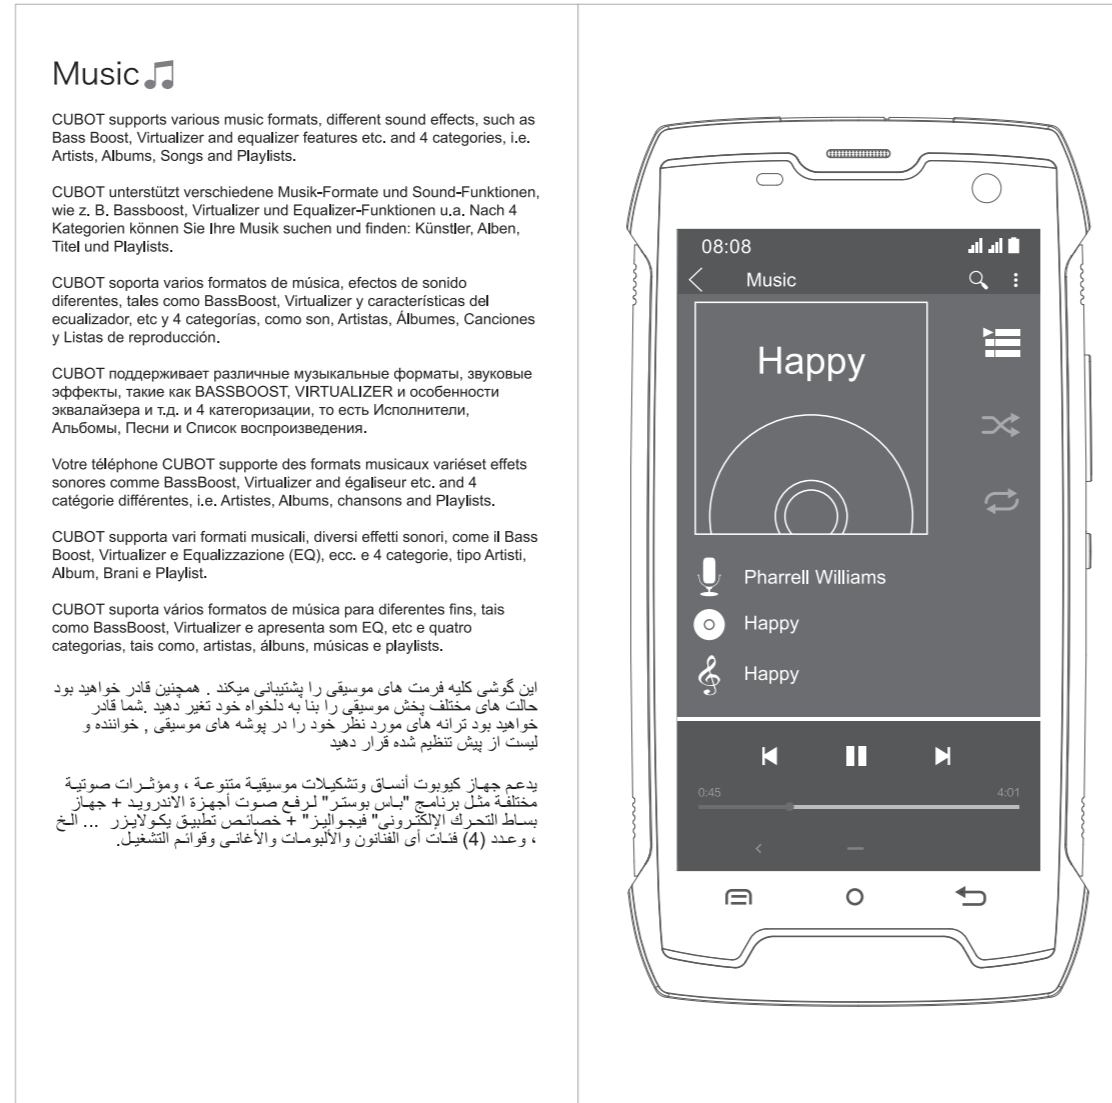 Music
CUBOT supports various music formats, different sound effects, such as
Bass Boost, Virtualizer and equalizer features etc. and 4 categories, i.e.
Artists, Albums, Songs and Playlists.
CUBOT unterstützt verschiedene Musik-Formate und Sound-Funktionen,
wie z. B. Bassboost, Virtualizer und Equalizer-Funktionen u.a. Nach 4
Kategorien können Sie Ihre Musik suchen und finden: Künstler, Alben,
Titel und Playlists.
CUBOT soporta varios formatos de música, efectos de sonido
diferentes, tales como BassBoost, Virtualizer y características del
ecualizador, etc y 4 categorías, como son, Artistas, Álbumes, Canciones
y Listas de reproducción.
CUBOT поддерживает различные музыкальные форматы, звуковые
эффекты, такие как BASSBOOST, VIRTUALIZER и особенности
эквалайзера и т.д. и 4 категоризации, то есть Исполнители,
Альбомы, Песни и Список воспроизведения.
Votre téléphone CUBOT supporte des formats musicaux variéset effets
sonores comme BassBoost, Virtualizer and égaliseur etc. and 4
catégorie différentes, i.e. Artistes, Albums, chansons and Playlists.
CUBOT supporta vari formati musicali, diversi effetti sonori, come il Bass
Boost, Virtualizer e Equalizzazione (EQ), ecc. e 4 categorie, tipo Artisti,
Album, Brani e Playlist.
CUBOT suporta vários formatos de música para diferentes fins, tais
como BassBoost, Virtualizer e apresenta som EQ, etc e quatro
categorias, tais como, artistas, álbuns, músicas e playlists.
این گوشی کلیه فرمت های موسیقی را پشتیبانی میکند . همچنین قادر خواهید بود
حالت های مختلف پخش موسیقی را بنا به دلخواه خود تغیر دهید .شما قادر
خواهید بود ترانه های مورد نظر خود را در پوشه های موسیقی , خواننده و
لیست از پیش تنظیم شده قرار دهید
يدعم جهاز كيوبوت أنساق وتشكيلات موسيقية متنوعة ، ومؤثرات صوتية
مختلفة مثل برنامج "باس بوستر" لرفع صوت أجهزة الاندرويد + جهاز
بساط التحرك الإلكترونى" فيجواليز" + خصائص تطبيق يكولايزر ... الخ
، وعدد (4) فئات أى الفنانون والألبومات والأغانى وقوائم التشغيل.
08:08
Music
Happy
Pharrell Williams
Happy
Happy
0:45 4:01